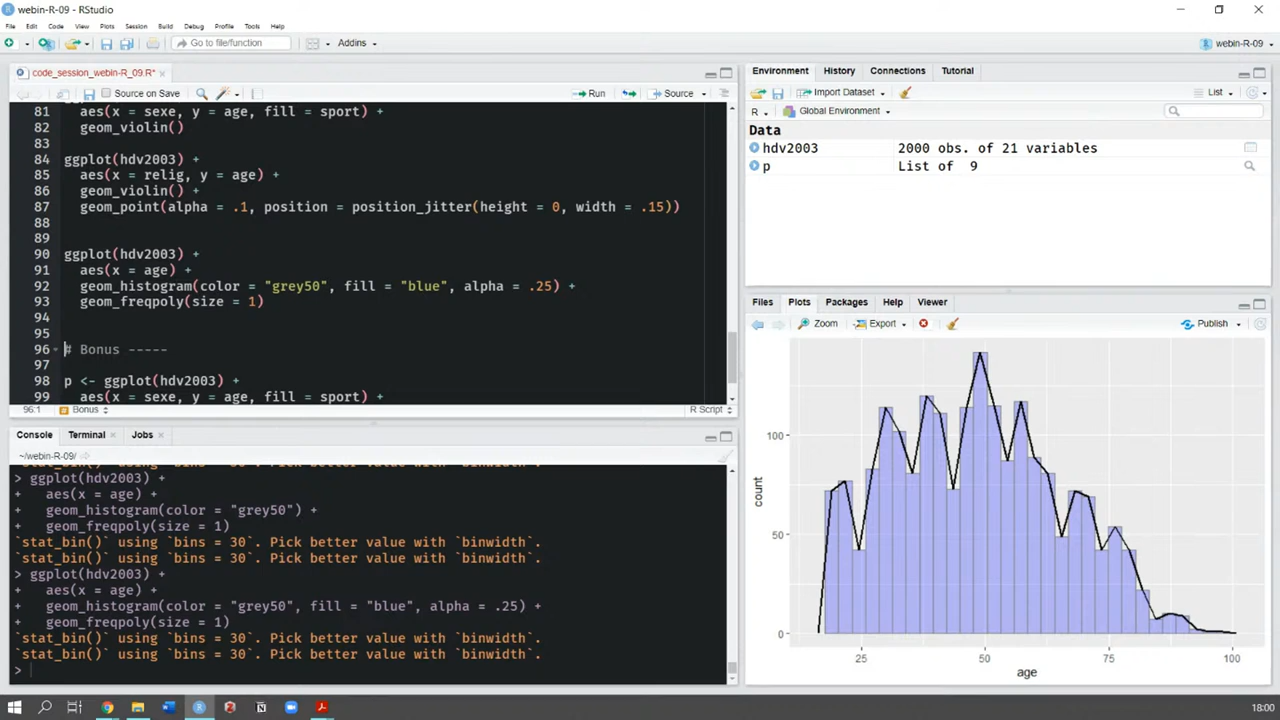 webin-R-09 - RStudio
File Edit Code View Plots Session Build Debug Profile Tools Help
Go to file/function Addins webin-R-09
code_session_webin-R_09.R*
Source on Save Run Source
81 aes(x = sexe, y = age, fill = sport) +
82 geom_violin()
83
84 ggplot(hdv2003) +
85 aes(x = relig, y = age) +
86 geom_violin() +
87 geom_point(alpha = .1, position = position_jitter(height = 0, width = .15))
88
89
90 ggplot(hdv2003) +
91 aes(x = age) +
92 geom_histogram(color = "grey50", fill = "blue", alpha = .25) +
93 geom_freqpoly(size = 1)
94
95
96 # Bonus -----
97
98 p <- ggplot(hdv2003) +
99 aes(x = sexe, y = age, fill = sport) +
96:1 # Bonus R Script
Console Terminal Jobs
~/webin-R-09/
`stat_bin()` using `bins = 30`. Pick better value with `binwidth`.
> ggplot(hdv2003) +
+ aes(x = age) +
+ geom_histogram(color = "grey50") +
+ geom_freqpoly(size = 1)
`stat_bin()` using `bins = 30`. Pick better value with `binwidth`.
`stat_bin()` using `bins = 30`. Pick better value with `binwidth`.
> ggplot(hdv2003) +
+ aes(x = age) +
+ geom_histogram(color = "grey50", fill = "blue", alpha = .25) +
+ geom_freqpoly(size = 1)
`stat_bin()` using `bins = 30`. Pick better value with `binwidth`.
`stat_bin()` using `bins = 30`. Pick better value with `binwidth`.
>
Environment History Connections Tutorial
Import Dataset List
R Global Environment
Data
hdv2003 2000 obs. of 21 variables
p List of 9
Files Plots Packages Help Viewer
Zoom Export Publish
100
50
0
count
25 50 75 100
age
18:00